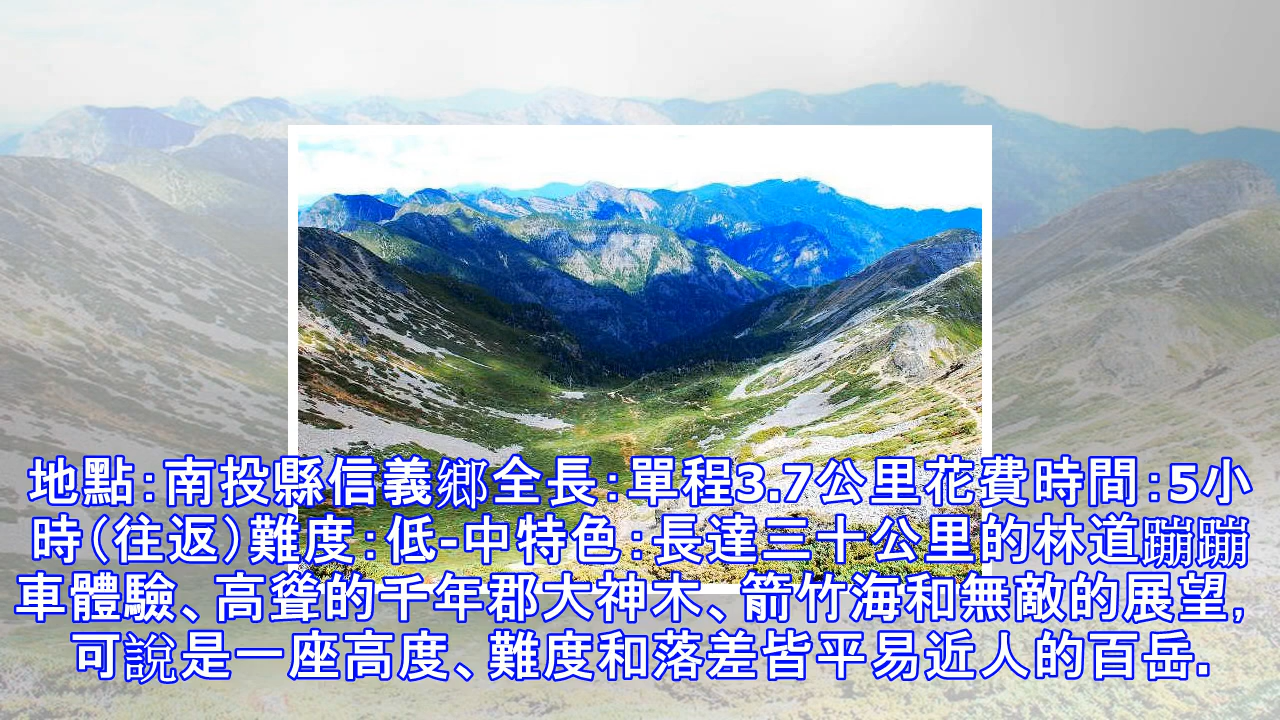 地點:南投縣信義鄉全長:單程3.7公里花費時間:5小
時(往返)難度:低-中特色:長達三十公里的林道蹦蹦
車體驗、高聳的千年郡大神木、箭竹海和無敵的展望,
可說是一座高度、難度和落差皆平易近人的百岳.